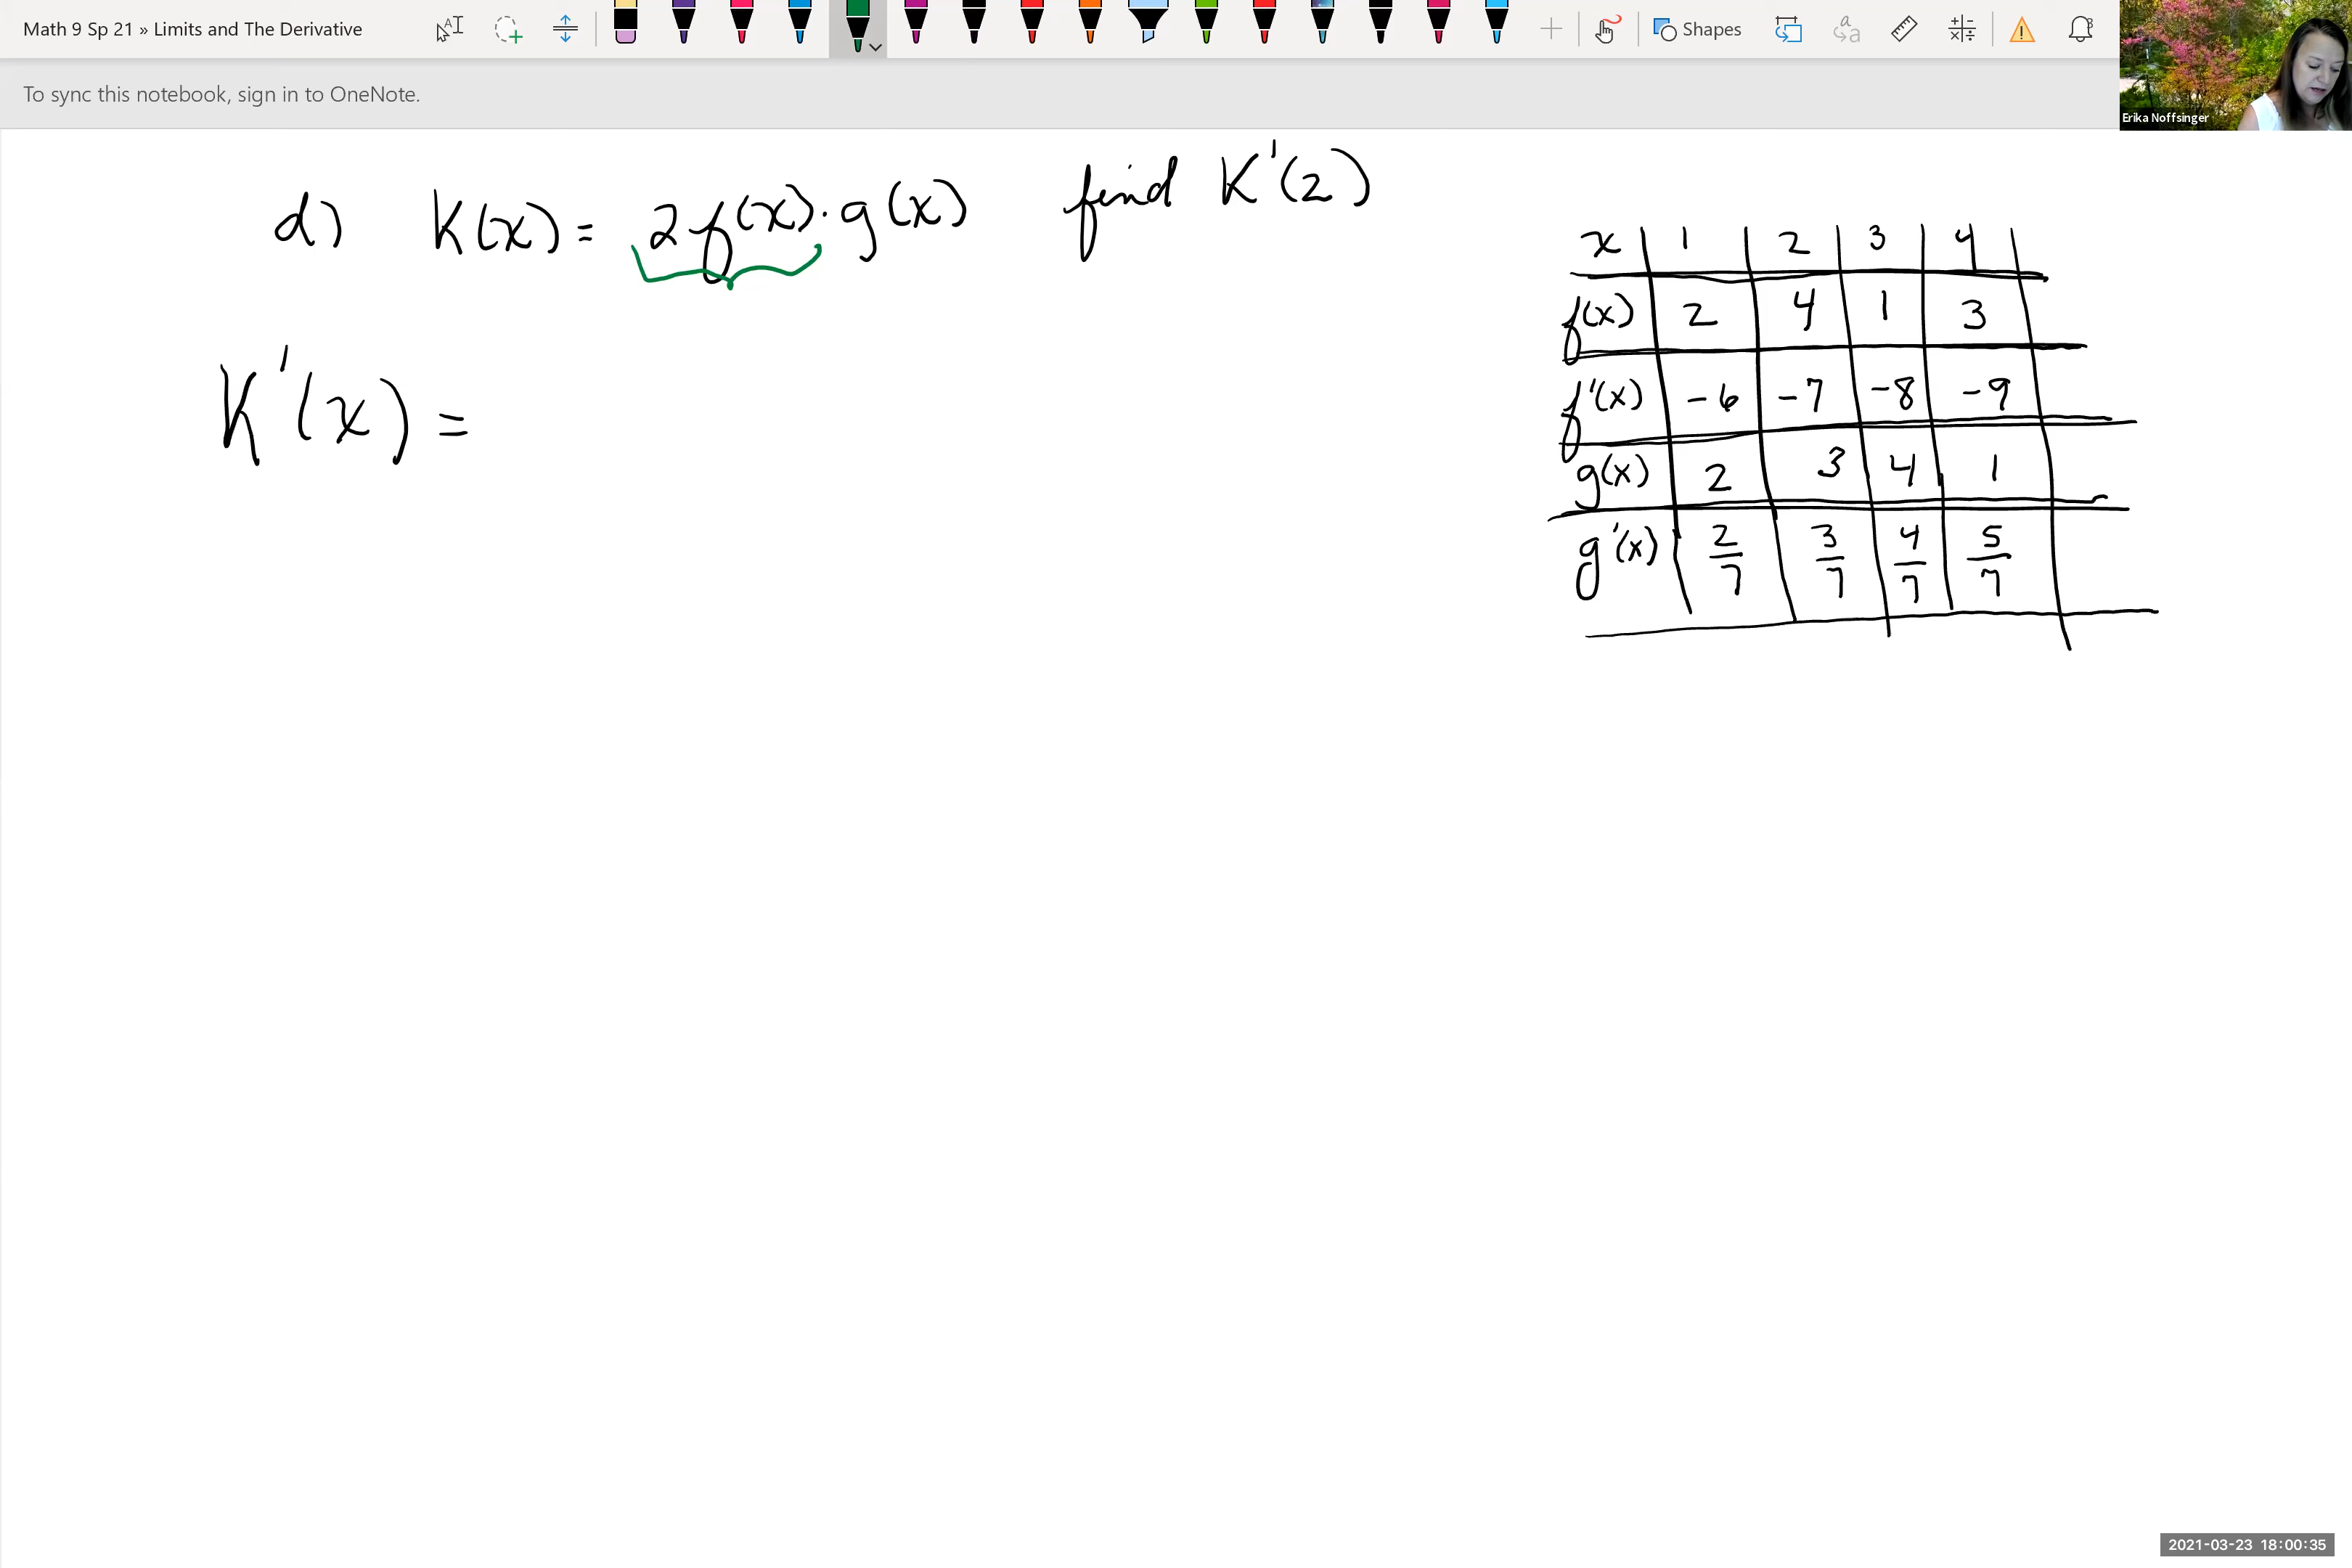 Math 9 Sp 21 » Limits and The Derivative
Shapes
3
To sync this notebook, sign in to OneNote.
Erika Noffsinger
d) K(x) = 2f(x)·g(x) find K'(2)
K'(x) =
x 1 2 3 4
f(x) 2 4 1 3
f'(x) -6 -7 -8 -9
g(x) 2 3 4 1
g'(x) 2/7 3/7 4/7 5/7
2021-03-23 18:00:35